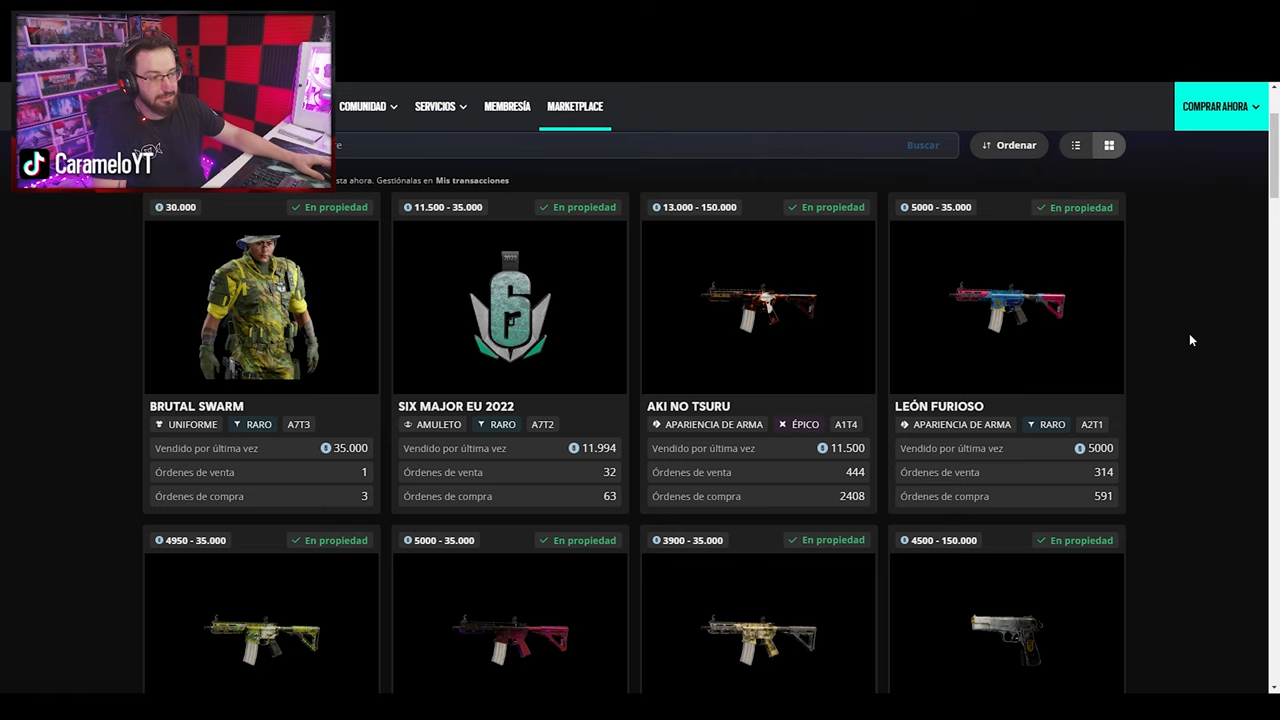 CarameloYT
COMUNIDAD SERVICIOS MEMBRESÍA MARKETPLACE COMPRAR AHORA
re Buscar Ordenar
esta ahora. Gestiónalas en Mis transacciones
30.000 En propiedad
11.500 - 35.000 En propiedad
13.000 - 150.000 En propiedad
5000 - 35.000 En propiedad
2022
6
BRUTAL SWARM
UNIFORME RARO A7T3
Vendido por última vez 35.000
Órdenes de venta 1
Órdenes de compra 3
SIX MAJOR EU 2022
AMULETO RARO A7T2
Vendido por última vez 11.994
Órdenes de venta 32
Órdenes de compra 63
AKI NO TSURU
APARIENCIA DE ARMA ÉPICO A1T4
Vendido por última vez 11.500
Órdenes de venta 444
Órdenes de compra 2408
LEÓN FURIOSO
APARIENCIA DE ARMA RARO A2T1
Vendido por última vez 5000
Órdenes de venta 314
Órdenes de compra 591
4950 - 35.000 En propiedad
5000 - 35.000 En propiedad
3900 - 35.000 En propiedad
4500 - 150.000 En propiedad